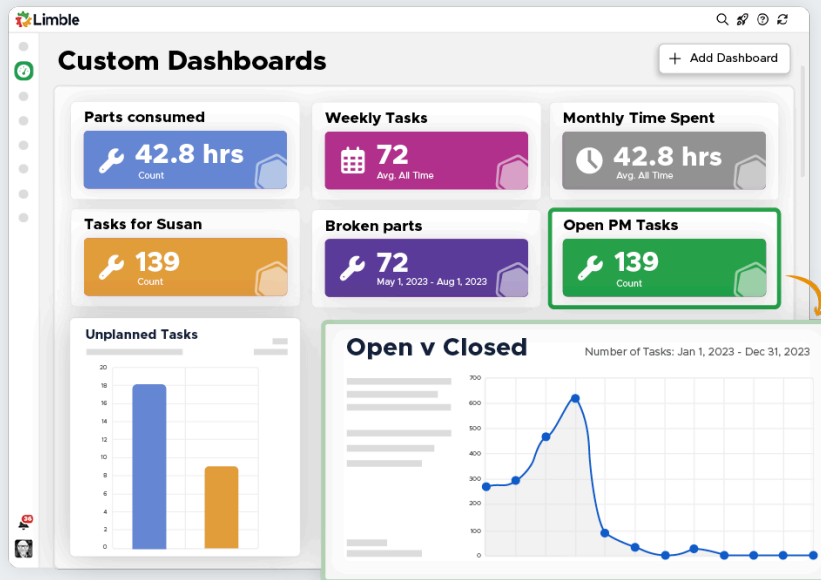 Limble
Custom Dashboards
+ Add Dashboard
Parts consumed
42.8 hrs
Count
Weekly Tasks
72
Avg. All Time
Monthly Time Spent
42.8 hrs
Avg. All Time
Tasks for Susan
139
Count
Broken parts
72
May 1, 2023 - Aug 1, 2023
Open PM Tasks
139
Count
Unplanned Tasks
20
18
16
14
12
10
8
6
4
2
0
Open v Closed
Number of Tasks: Jan 1, 2023 - Dec 31, 2023
700
600
500
400
300
200
100
0
36